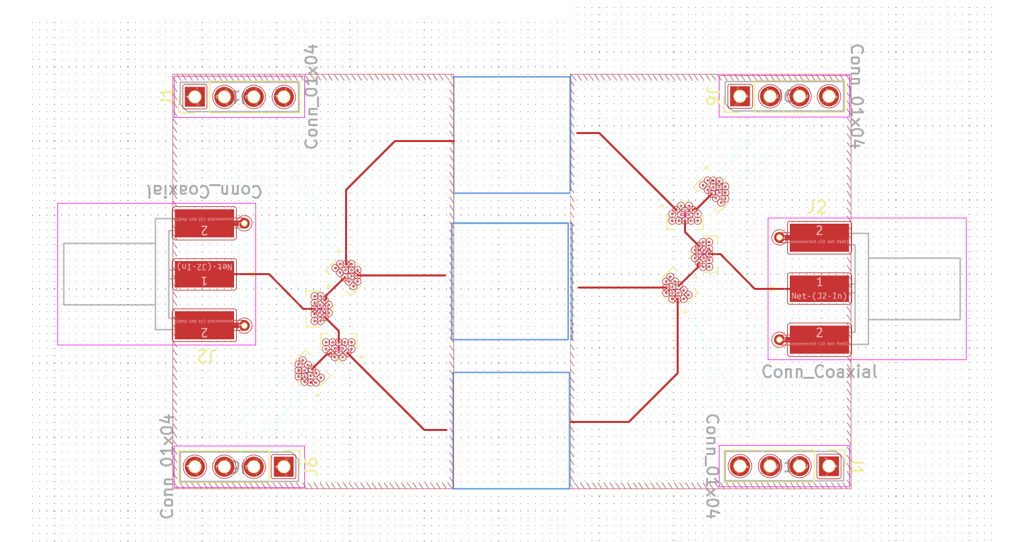 J1
Conn_01x04
J6
Conn_01x04
Conn_Coaxial
2
Net-(J2-In)
1
2
J2
J2
2
1
Net-(J2-In)
2
Conn_Coaxial
Conn_01x04
J6
Conn_01x04
J1